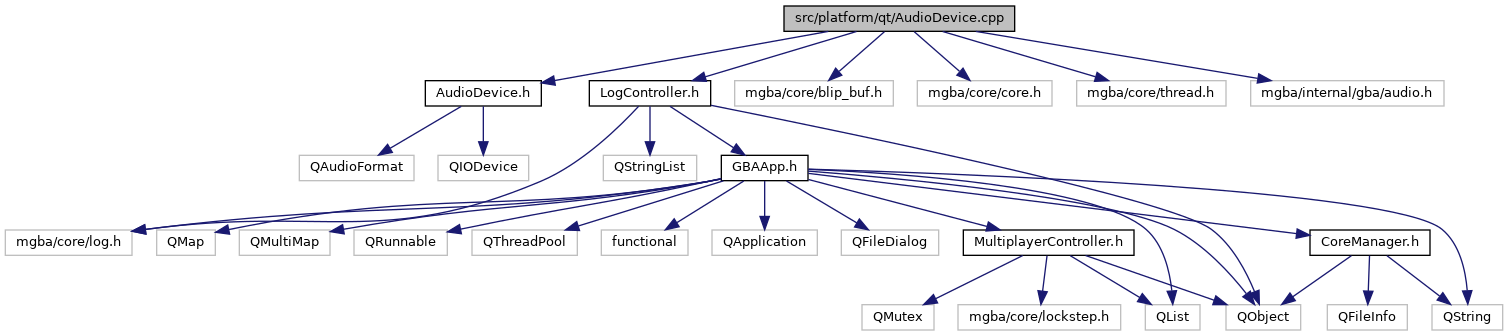 src/platform/qt/AudioDevice.cpp
AudioDevice.h
LogController.h
mgba/core/blip_buf.h
mgba/core/core.h
mgba/core/thread.h
mgba/internal/gba/audio.h
QAudioFormat
QIODevice
QStringList
GBAApp.h
mgba/core/log.h
QMap
QMultiMap
QRunnable
QThreadPool
functional
QApplication
QFileDialog
MultiplayerController.h
CoreManager.h
QMutex
mgba/core/lockstep.h
QList
QObject
QFileInfo
QString